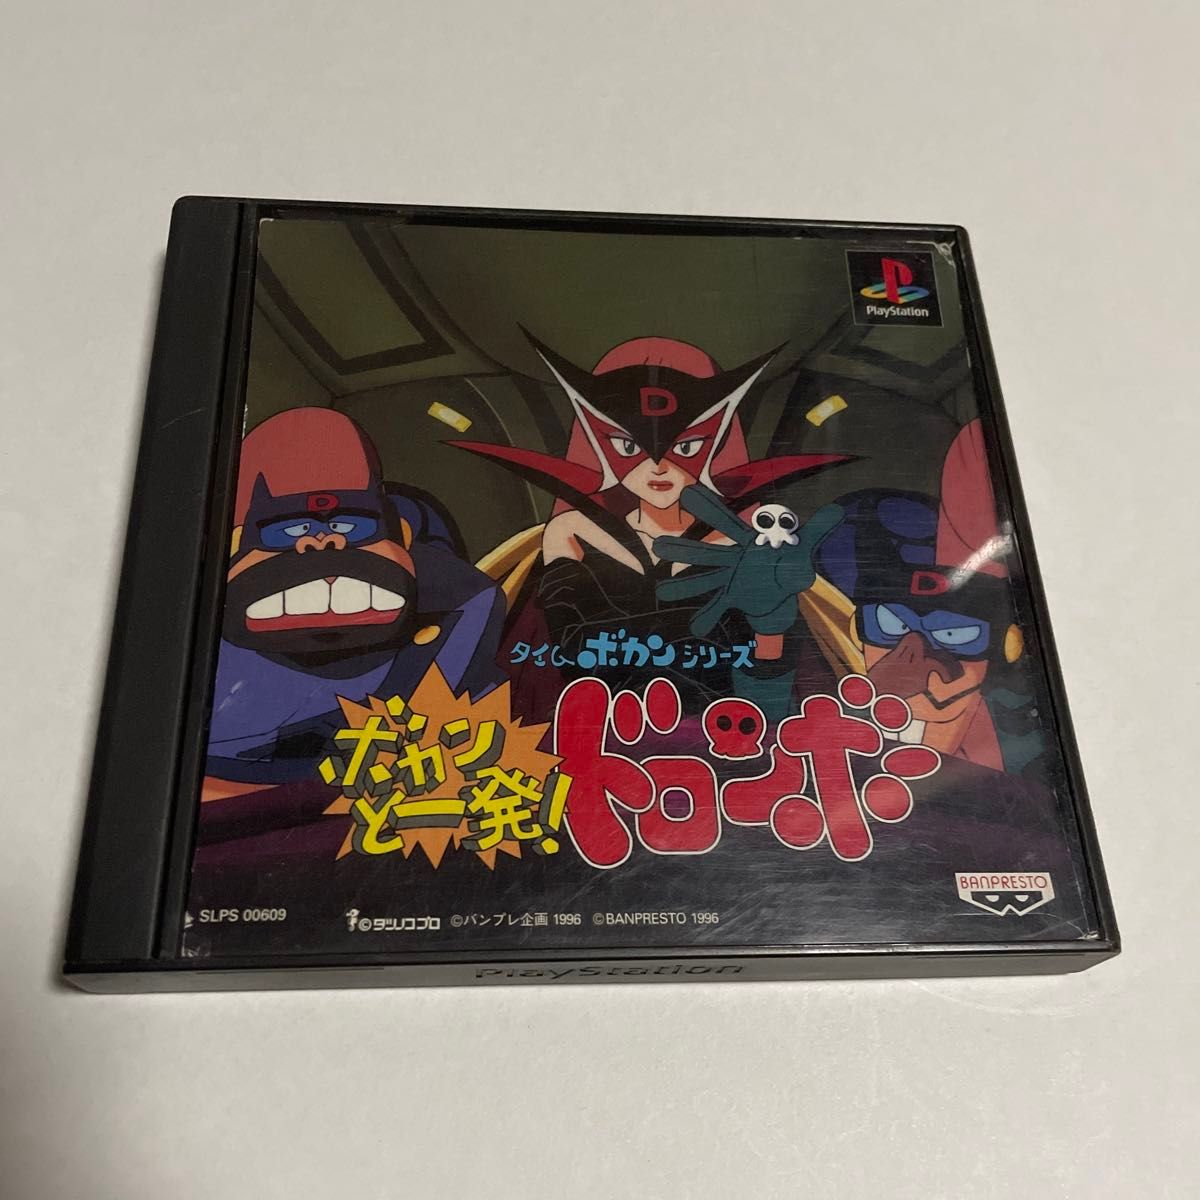 PlayStation
D
D
D
タイムボカンシリーズ
ボカンと一発!
ドロンボー
BANPRESTO
SLPS 00609
©タツノコプロ ©バンプレ企画 1996 ©BANPRESTO 1996
PlayStation